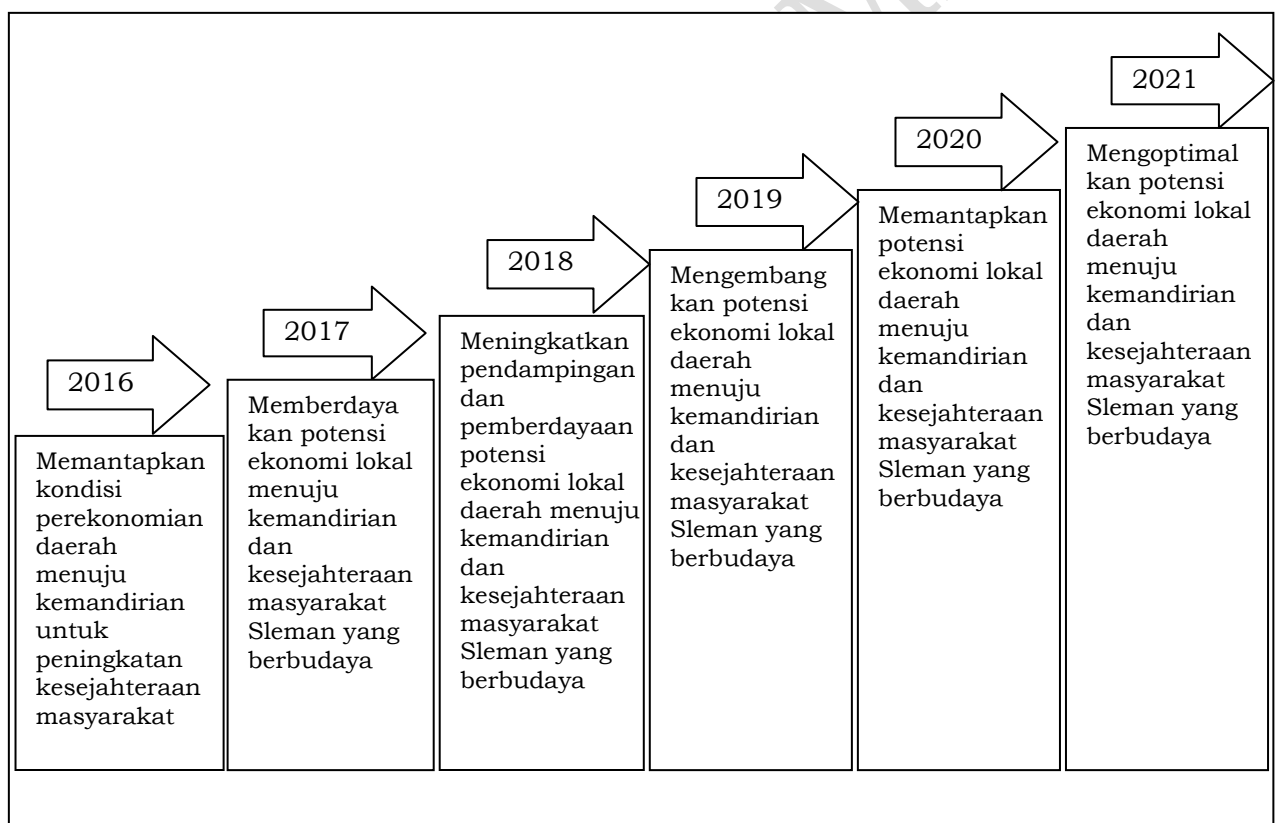 2016
Memantapkan
kondisi
perekonomian
daerah
menuju
kemandirian
untuk
peningkatan
kesejahteraan
masyarakat
2017
Memberdaya
kan potensi
ekonomi lokal
menuju
kemandirian
dan
kesejahteraan
masyarakat
Sleman yang
berbudaya
2018
Meningkatkan
pendampingan
dan
pemberdayaan
potensi
ekonomi lokal
daerah menuju
kemandirian
dan
kesejahteraan
masyarakat
Sleman yang
berbudaya
2019
Mengembang
kan potensi
ekonomi lokal
daerah
menuju
kemandirian
dan
kesejahteraan
masyarakat
Sleman yang
berbudaya
2020
Memantapkan
potensi
ekonomi lokal
daerah
menuju
kemandirian
dan
kesejahteraan
masyarakat
Sleman yang
berbudaya
2021
Mengoptimal
kan potensi
ekonomi lokal
daerah
menuju
kemandirian
dan
kesejahteraan
masyarakat
Sleman yang
berbudaya